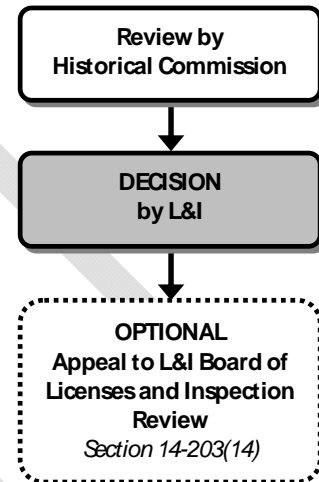 Review by
Historical Commission
DECISION
by L&I
OPTIONAL
Appeal to L&I Board of
Licenses and Inspection
Review
Section 14-203(14)